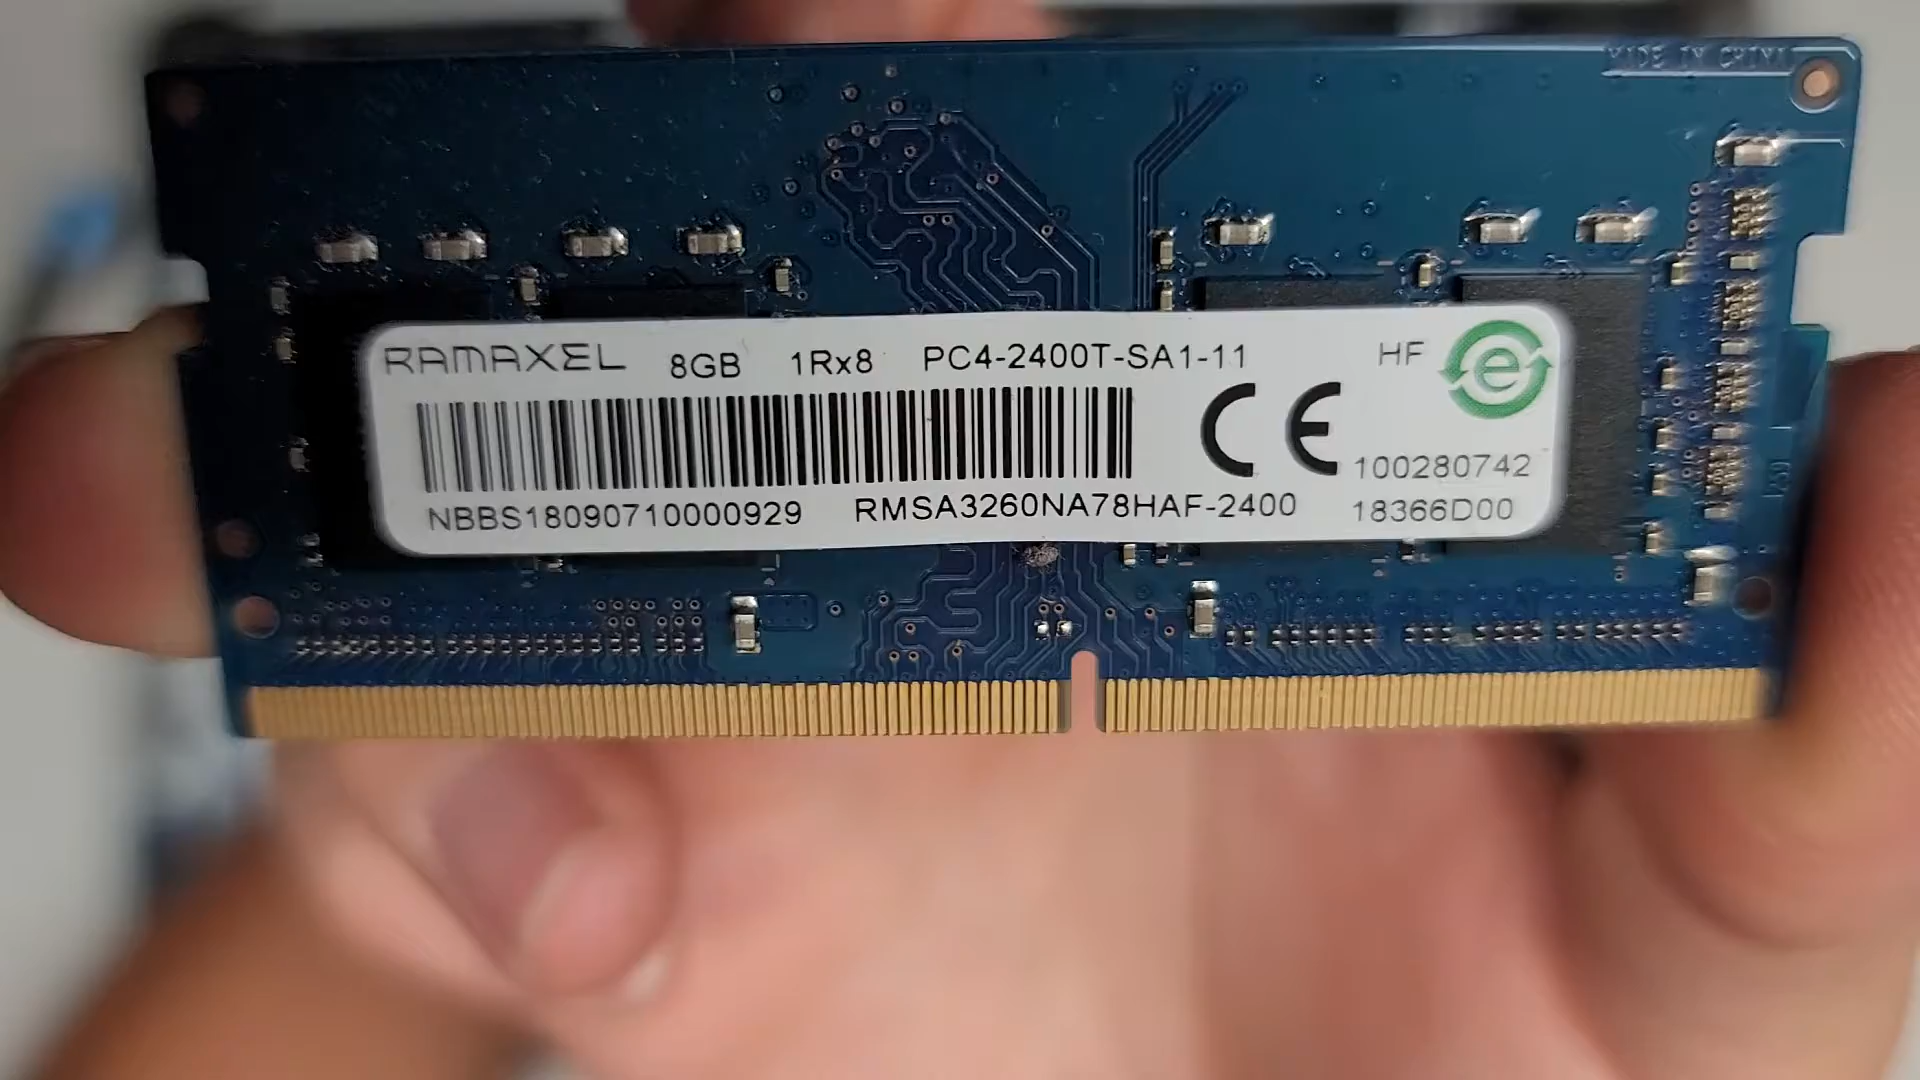 MADE IN CHINA
RAMAXEL 8GB 1Rx8 PC4-2400T-SA1-11 HF
e
CE
100280742
NBBS18090710000929 RMSA3260NA78HAF-2400 18366D00